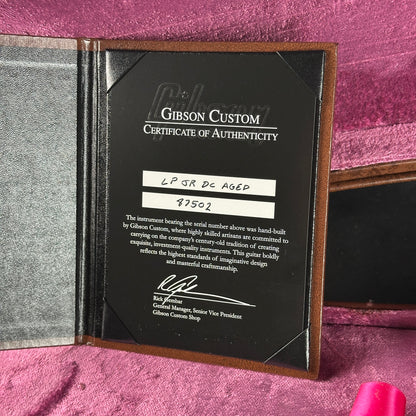 Gibson
GIBSON CUSTOM
CERTIFICATE OF AUTHENTICITY
LP JR DC AGED
87502
The instrument bearing the serial number above was hand-built
by Gibson Custom, where highly skilled artisans are committed to
carrying on the company's century-old tradition of creating
exquisite, investment quality instruments. This guitar boldly
reflects the highest standards of imaginative design
and masterful craftsmanship.
Rick Gembar
General Manager, Senior Vice President
Gibson Custom Shop